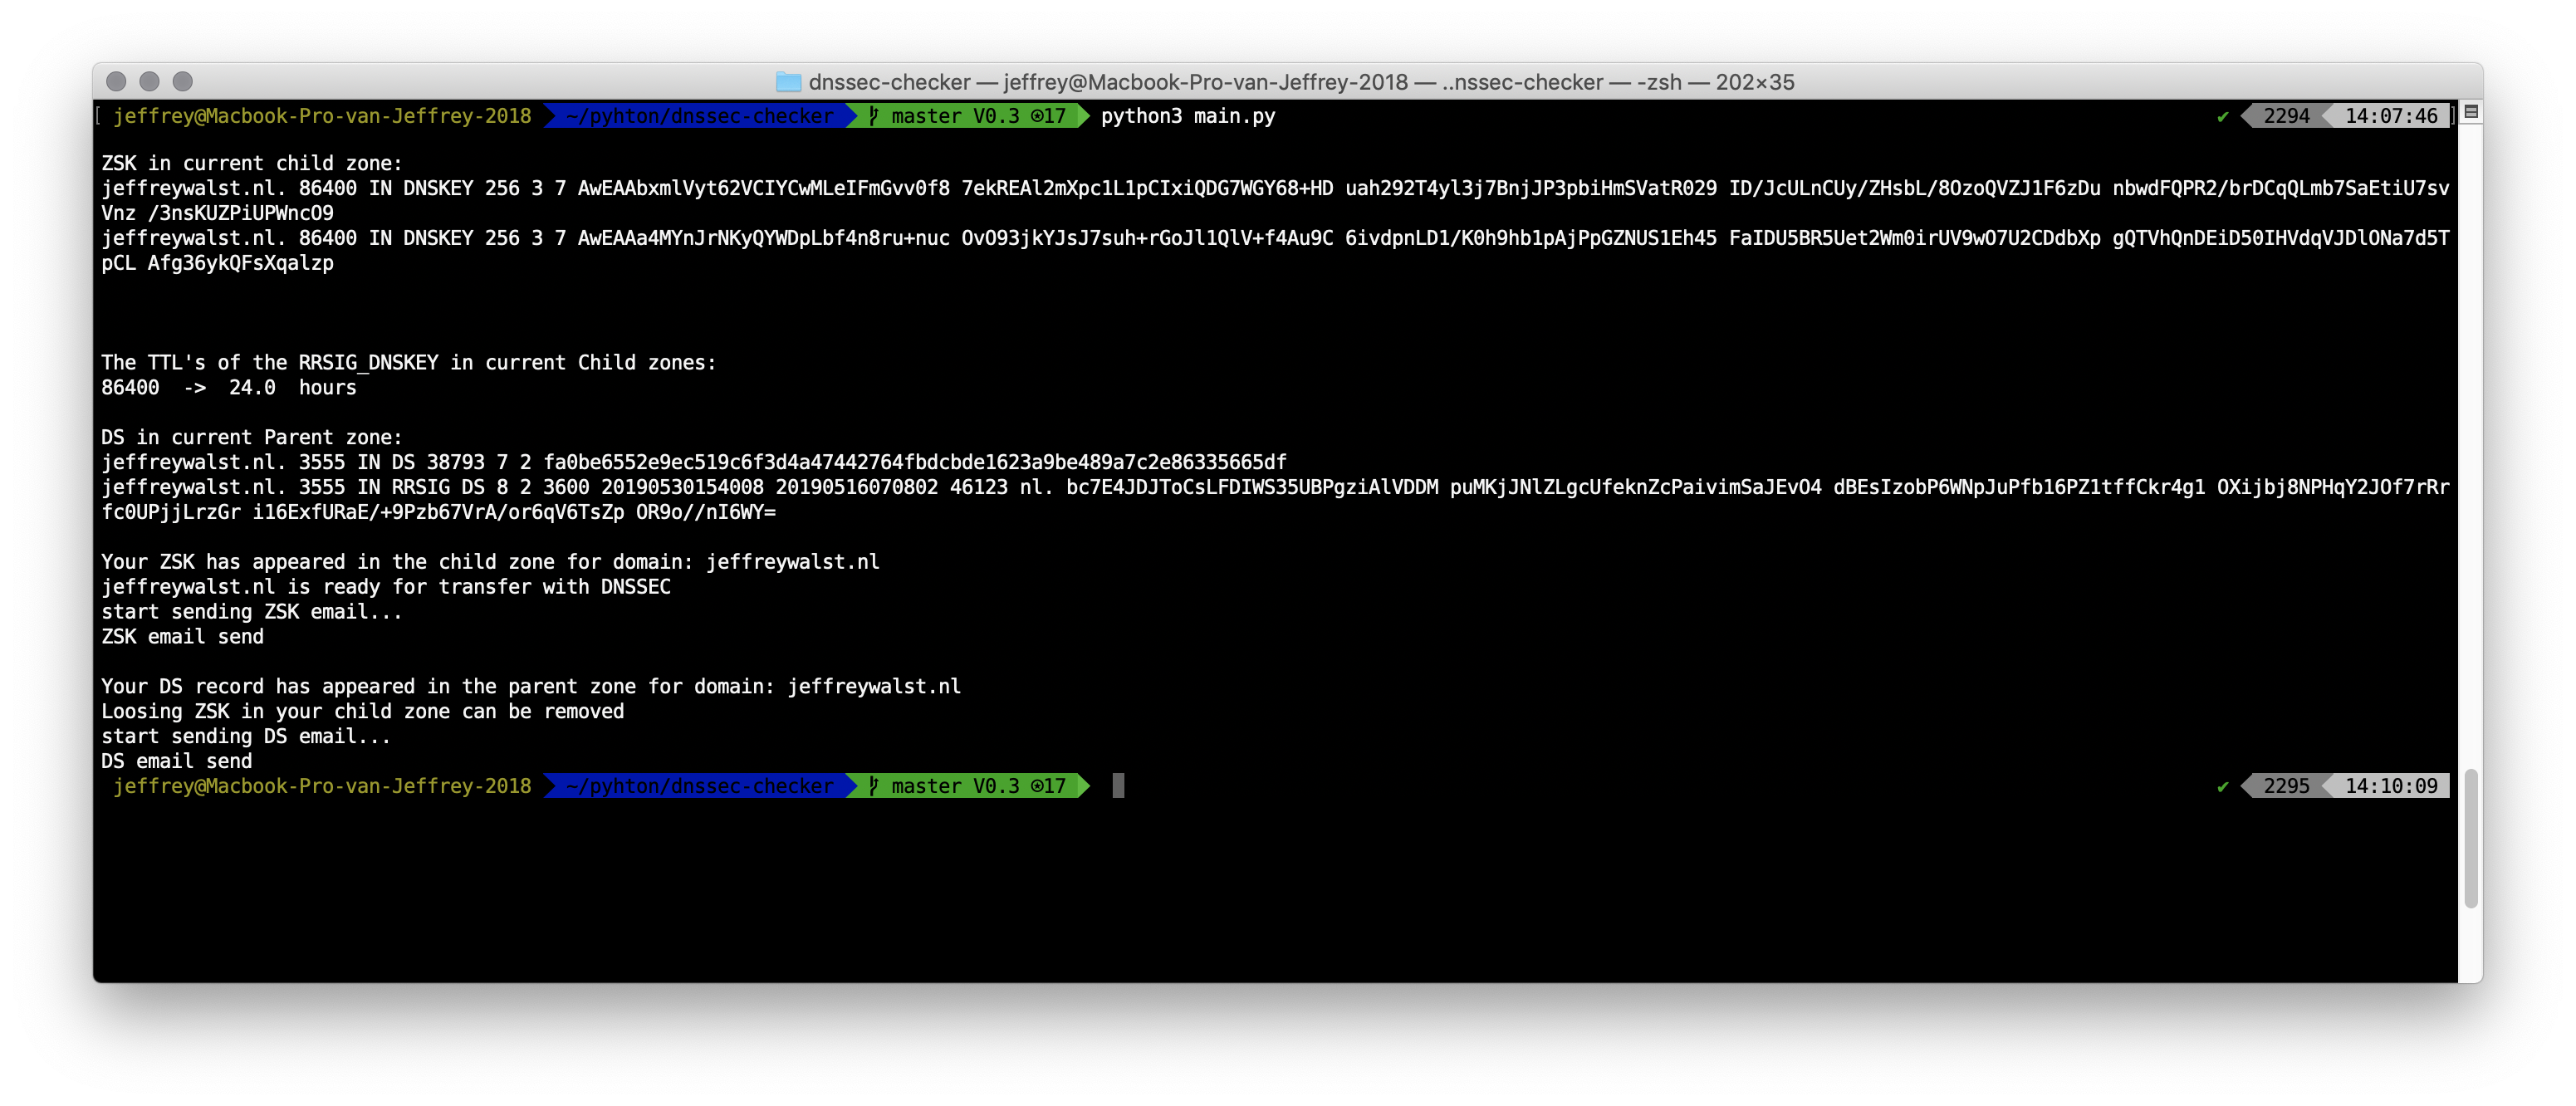 dnssec-checker — jeffrey@Macbook-Pro-van-Jeffrey-2018 — ..nssec-checker — -zsh — 202×35
[ jeffrey@Macbook-Pro-van-Jeffrey-2018 ~/pyhton/dnssec-checker master V0.3 ⊙17 python3 main.py ✔ 2294 14:07:46 ]
ZSK in current child zone:
jeffreywalst.nl. 86400 IN DNSKEY 256 3 7 AwEAAbxmlVyt62VCIYCwMLeIFmGvv0f8 7ekREAl2mXpc1L1pCIxiQDG7WGY68+HD uah292T4yl3j7BnjJP3pbiHmSVatR029 ID/JcULnCUy/ZHsbL/8OzoQVZJ1F6zDu nbwdFQPR2/brDCqQLmb7SaEtiU7sv
Vnz /3nsKUZPiUPWncO9
jeffreywalst.nl. 86400 IN DNSKEY 256 3 7 AwEAAa4MYnJrNKyQYWDpLbf4n8ru+nuc OvO93jkYJsJ7suh+rGoJl1QlV+f4Au9C 6ivdpnLD1/K0h9hb1pAjPpGZNUS1Eh45 FaIDU5BR5Uet2Wm0irUV9wO7U2CDdbXp gQTVhQnDEiD50IHVdqVJDlONa7d5T
pCL Afg36ykQFsXqalzp
The TTL's of the RRSIG_DNSKEY in current Child zones:
86400 -> 24.0 hours
DS in current Parent zone:
jeffreywalst.nl. 3555 IN DS 38793 7 2 fa0be6552e9ec519c6f3d4a47442764fbdcbde1623a9be489a7c2e86335665df
jeffreywalst.nl. 3555 IN RRSIG DS 8 2 3600 20190530154008 20190516070802 46123 nl. bc7E4JDJToCsLFDIWS35UBPgziAlVDDM puMKjJNlZLgcUfeknZcPaivimSaJEvO4 dBEsIzobP6WNpJuPfb16PZ1tffCkr4g1 OXijbj8NPHqY2JOf7rRr
fc0UPjjLrzGr i16ExfURaE/+9Pzb67VrA/or6qV6TsZp OR9o//nI6WY=
Your ZSK has appeared in the child zone for domain: jeffreywalst.nl
jeffreywalst.nl is ready for transfer with DNSSEC
start sending ZSK email...
ZSK email send
Your DS record has appeared in the parent zone for domain: jeffreywalst.nl
Loosing ZSK in your child zone can be removed
start sending DS email...
DS email send
jeffrey@Macbook-Pro-van-Jeffrey-2018 ~/pyhton/dnssec-checker master V0.3 ⊙17 ✔ 2295 14:10:09